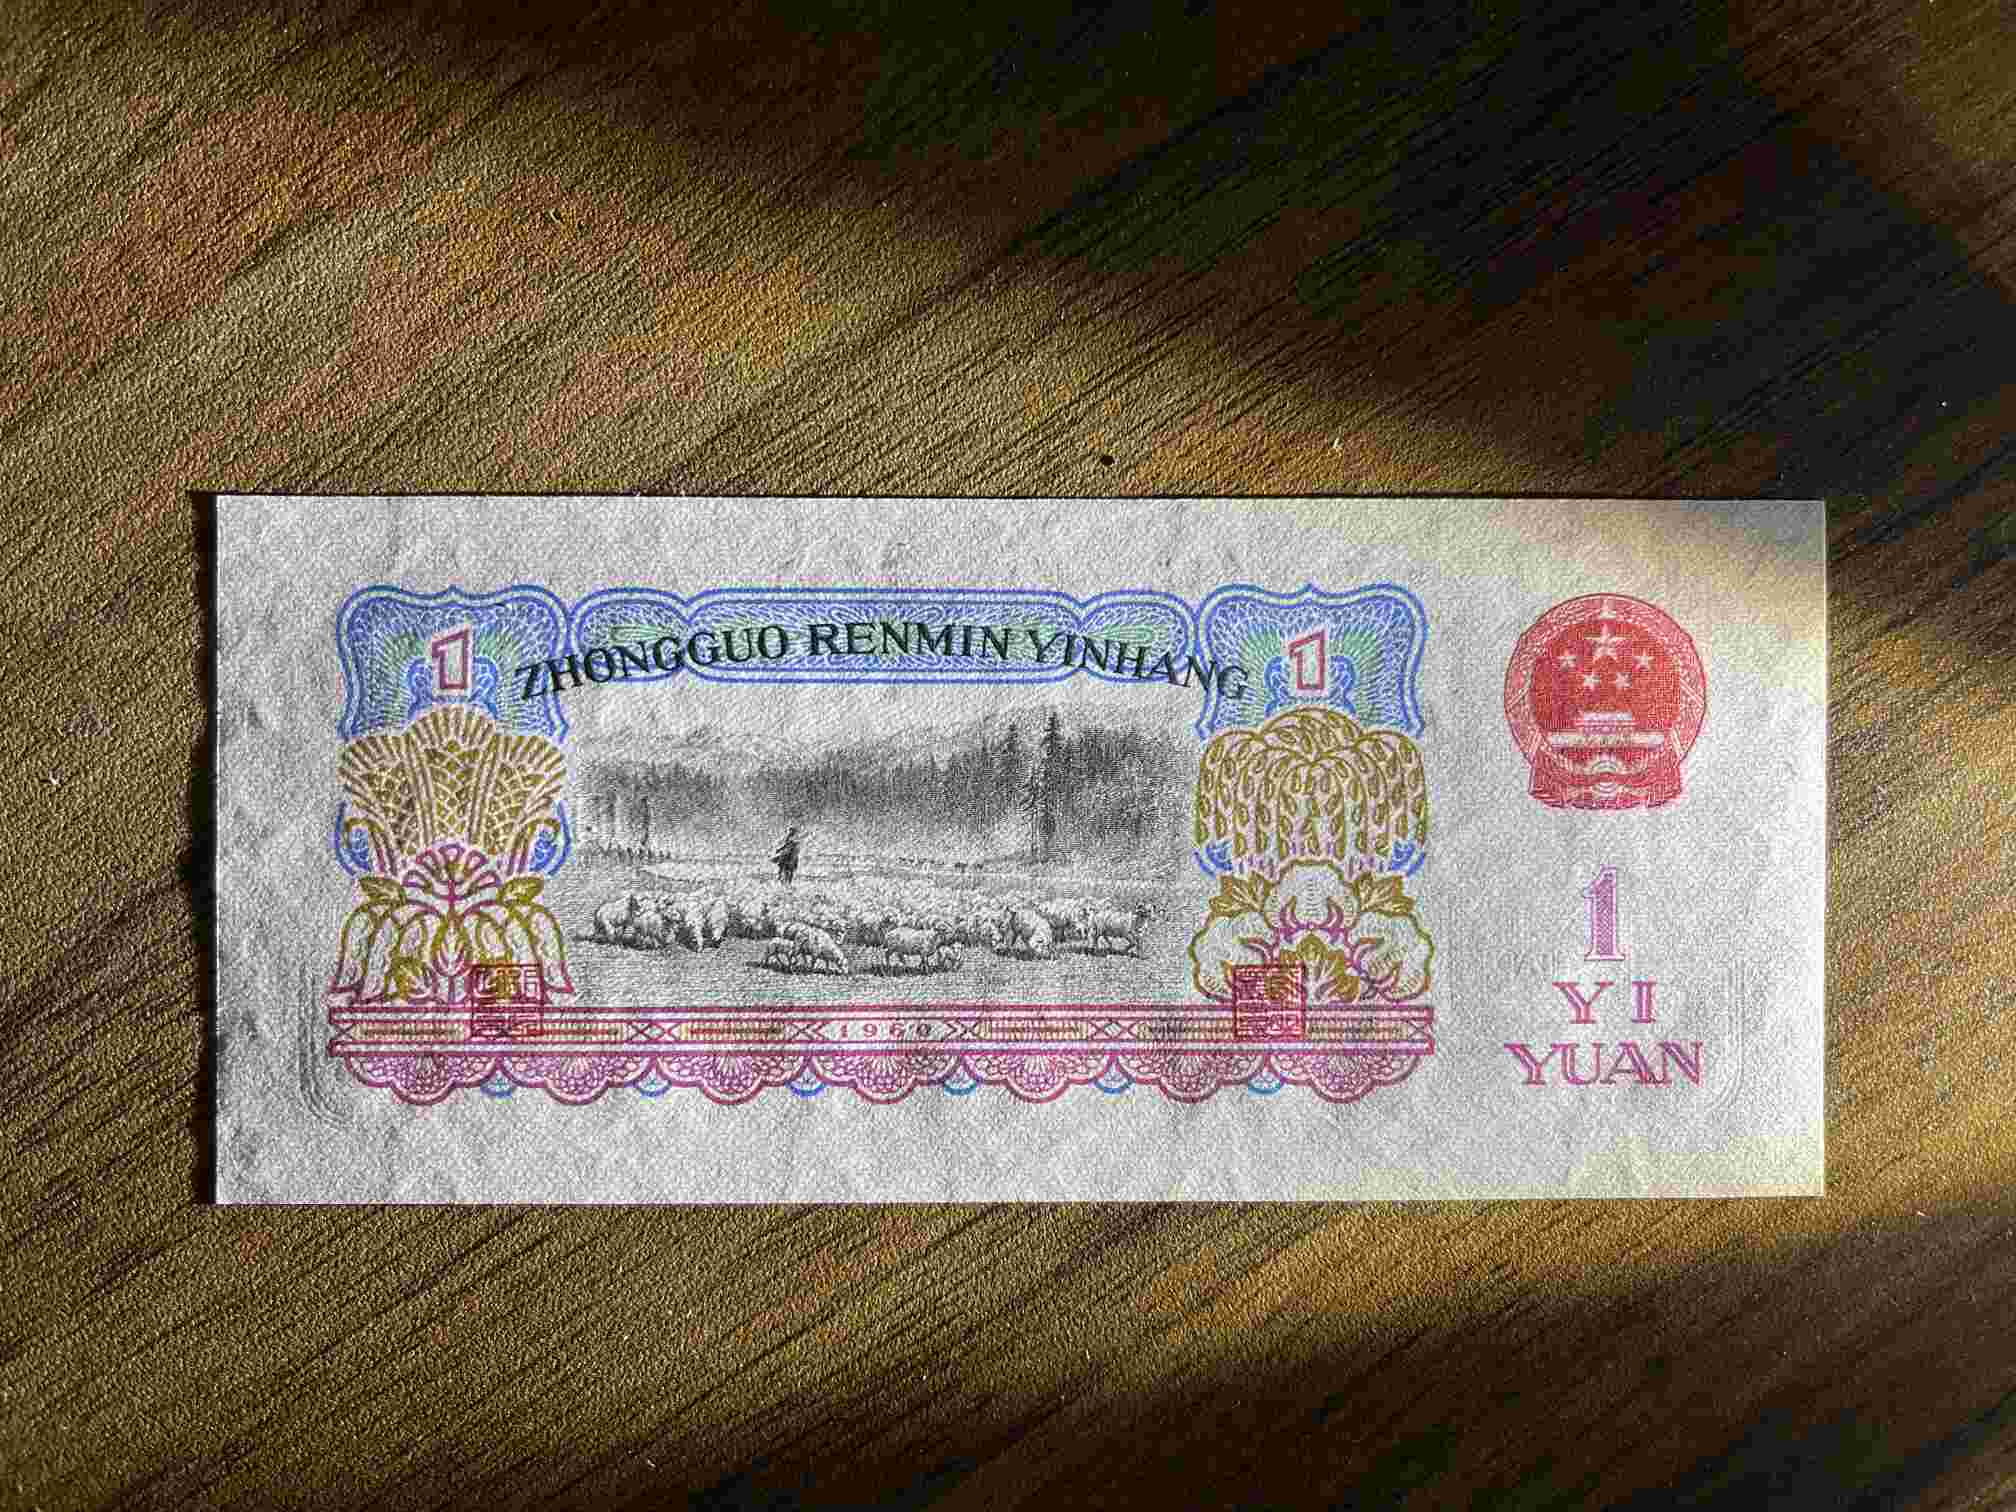 1 1
ZHONGGUO RENMIN YINHANG
1
YI
YUAN
1960